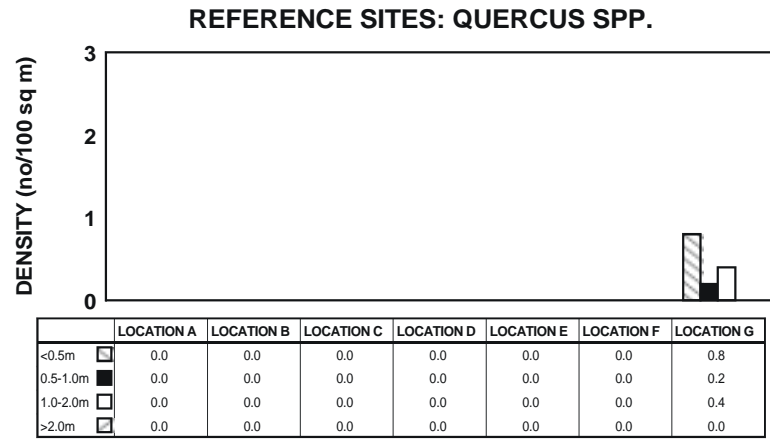 REFERENCE SITES: QUERCUS SPP.
DENSITY (no/100 sq m)
3
2
1
0
LOCATION A LOCATION B LOCATION C LOCATION D LOCATION E LOCATION F LOCATION G
<0.5m 0.0 0.0 0.0 0.0 0.0 0.0 0.8
0.5-1.0m 0.0 0.0 0.0 0.0 0.0 0.0 0.2
1.0-2.0m 0.0 0.0 0.0 0.0 0.0 0.0 0.4
>2.0m 0.0 0.0 0.0 0.0 0.0 0.0 0.0